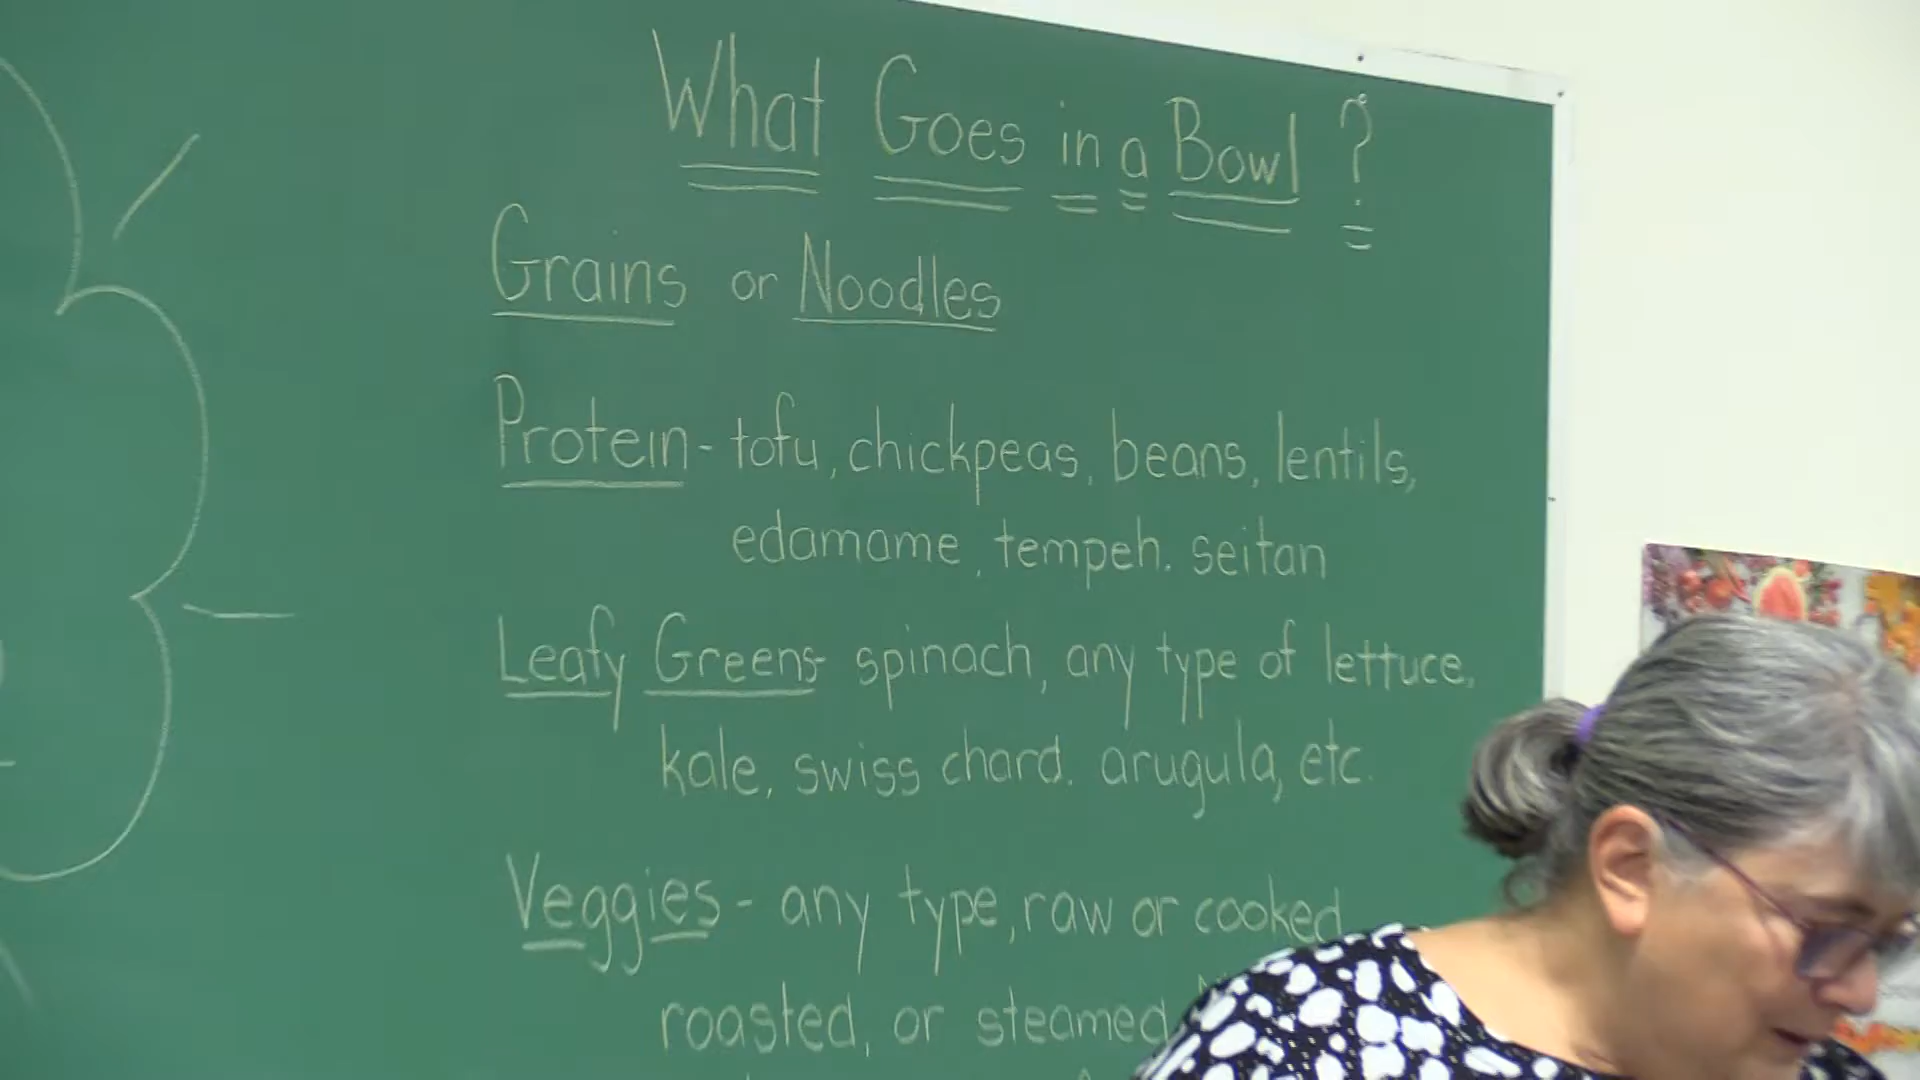 What Goes in a Bowl?
Grains or Noodles
Protein - tofu, chickpeas, beans, lentils,
edamame, tempeh. seitan
Leafy Greens - spinach, any type of lettuce,
kale, swiss chard. arugula, etc.
Veggies - any type, raw or cooked
roasted, or steamed